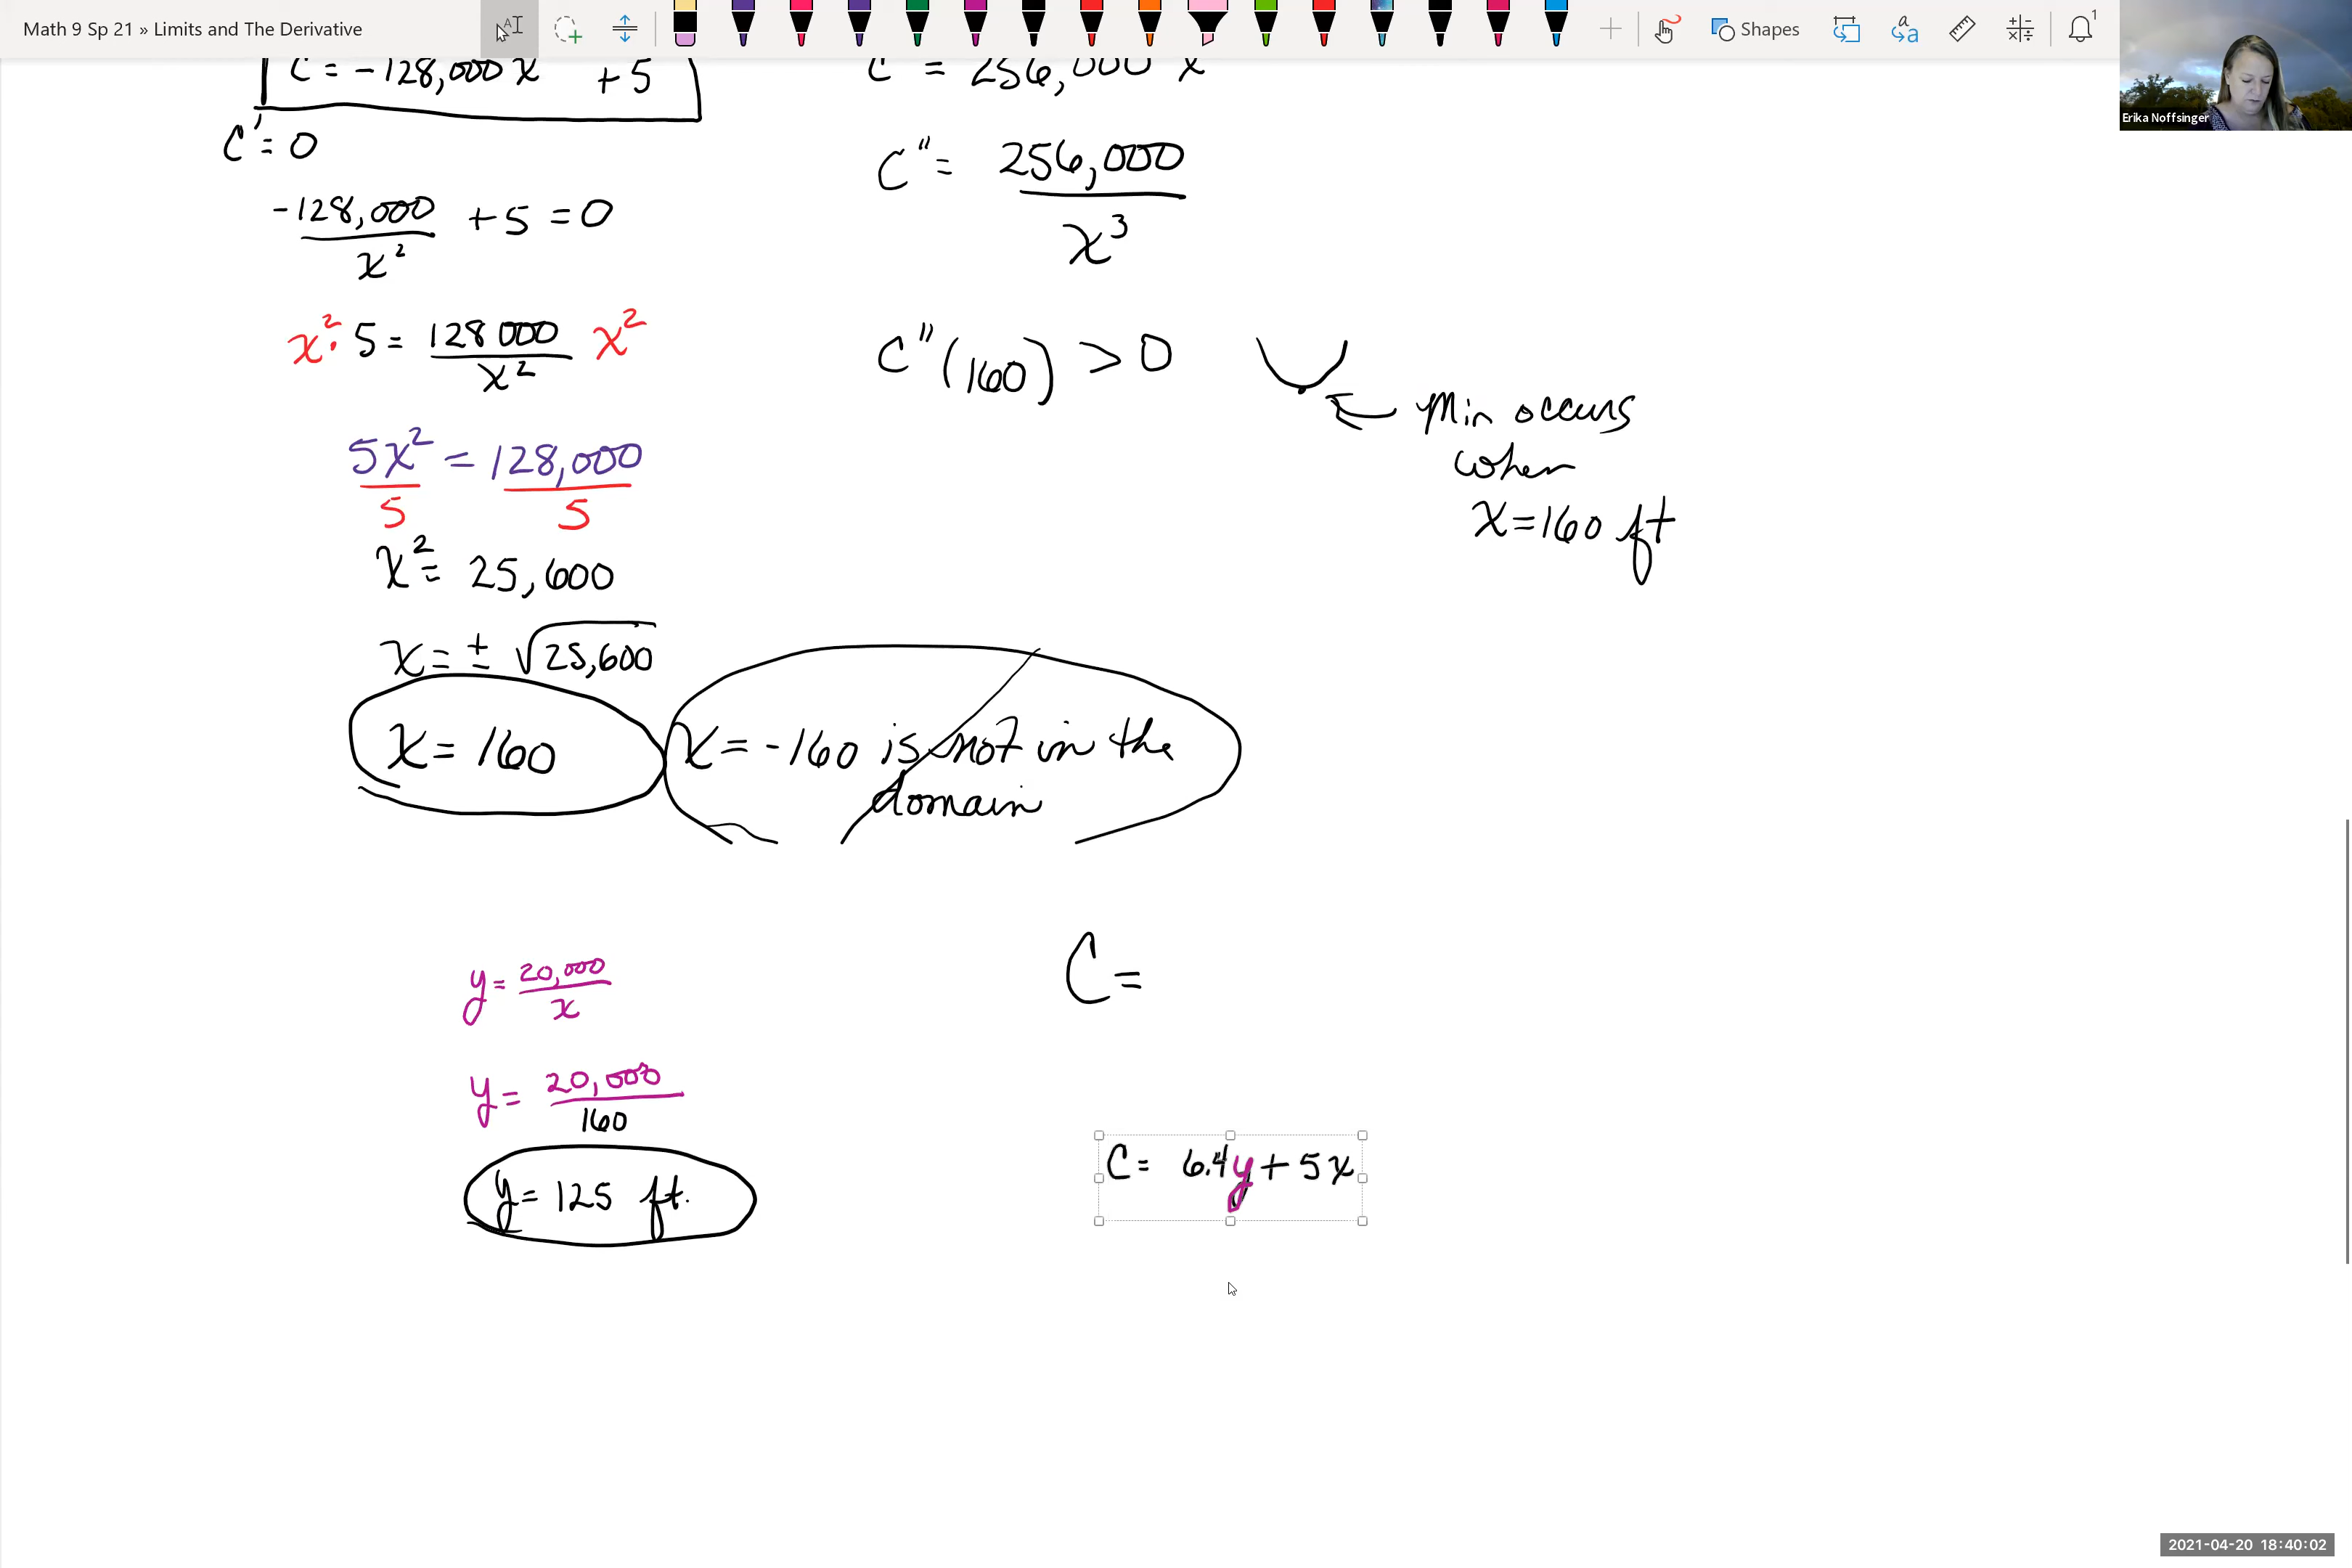 Math 9 Sp 21 » Limits and The Derivative
Shapes
1
Erika Noffsinger
C = -128,000 x + 5
C' = 0
-128,000 / x² + 5 = 0
x² · 5 = 128 000 / x² x²
5x² = 128,000
5 5
x² = 25,600
x = ± √25,600
x = 160
x = -160 is not in the
domain
C = 256,000 x
C'' = 256,000 / x³
C''(160) > 0
Min occurs
when
x = 160 ft
y = 20,000 / x
y = 20,000 / 160
y = 125 ft.
C =
C = 6.4y + 5x
2021-04-20 18:40:02